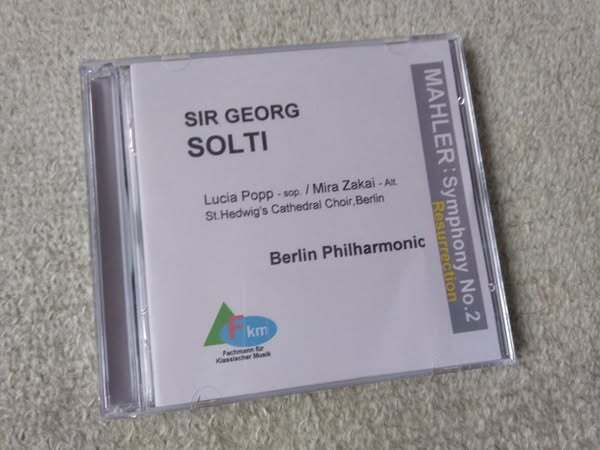 SIR GEORG
SOLTI
Lucia Popp - sop. / Mira Zakai - Alt.
St.Hedwig's Cathedral Choir,Berlin
Berlin Philharmonic
MAHLER : Symphony No.2
Resurrection
Fkm
Fachmann für
Klassischer Musik